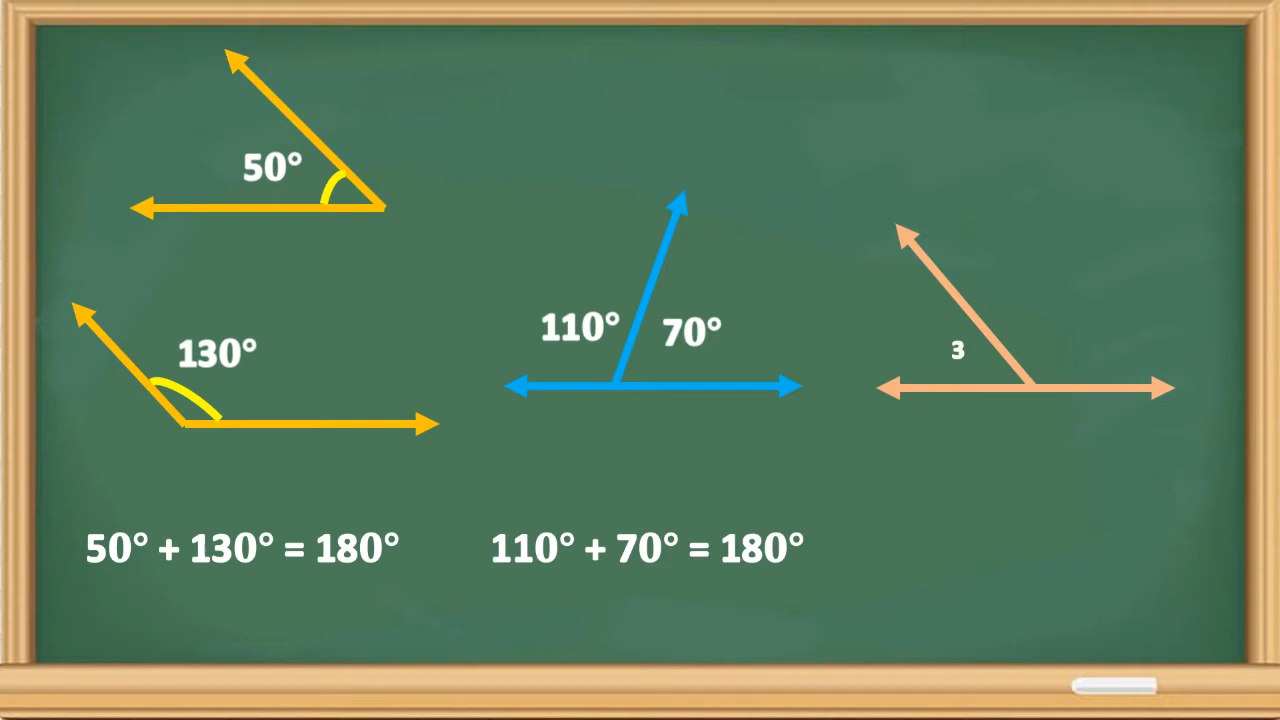 50°
130°
110°
70°
3
50° + 130° = 180°
110° + 70° = 180°